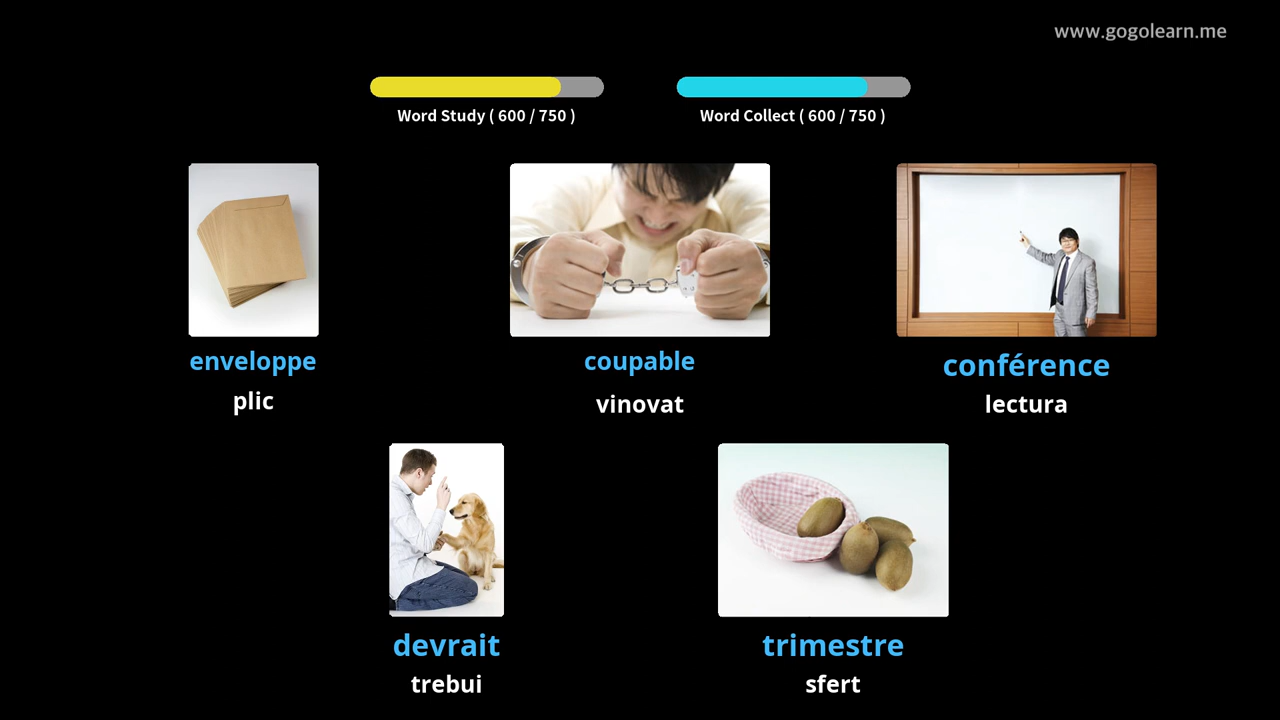 www.gogolearn.me
Word Study ( 600 / 750 )
Word Collect ( 600 / 750 )
enveloppe
plic
coupable
vinovat
conférence
lectura
devrait
trebui
trimestre
sfert